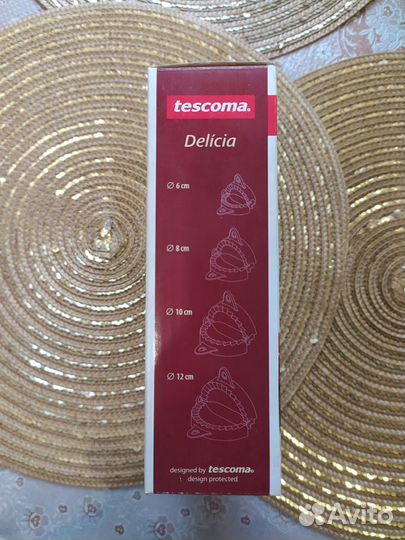 tescoma.
Delícia
Ø 6 cm
Ø 8 cm
Ø 10 cm
Ø 12 cm
designed by tescoma®
design protected
Avito